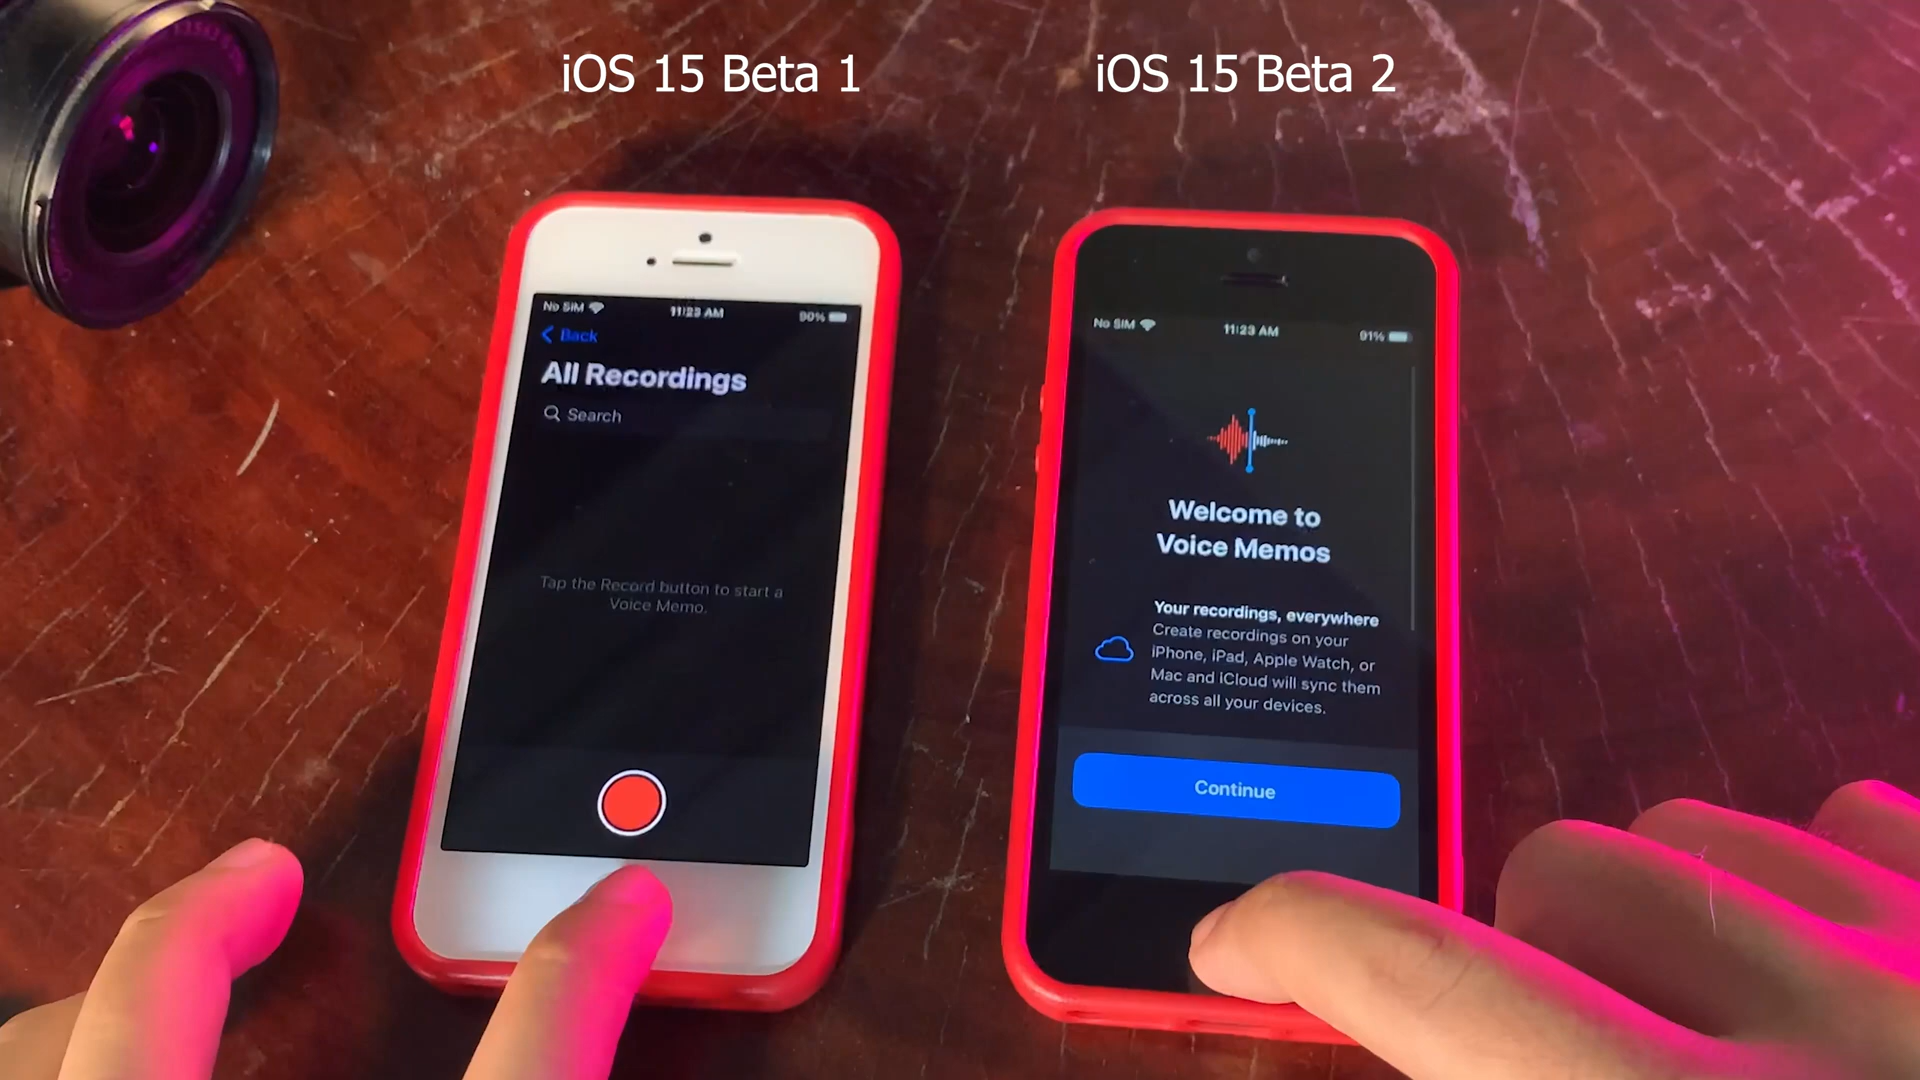 iOS 15 Beta 1
iOS 15 Beta 2
No SIM
11:23 AM
90%
Back
All Recordings
Search
Tap the Record button to start a
Voice Memo.
No SIM
11:23 AM
91%
Welcome to
Voice Memos
Your recordings, everywhere
Create recordings on your
iPhone, iPad, Apple Watch, or
Mac and iCloud will sync them
across all your devices.
Continue